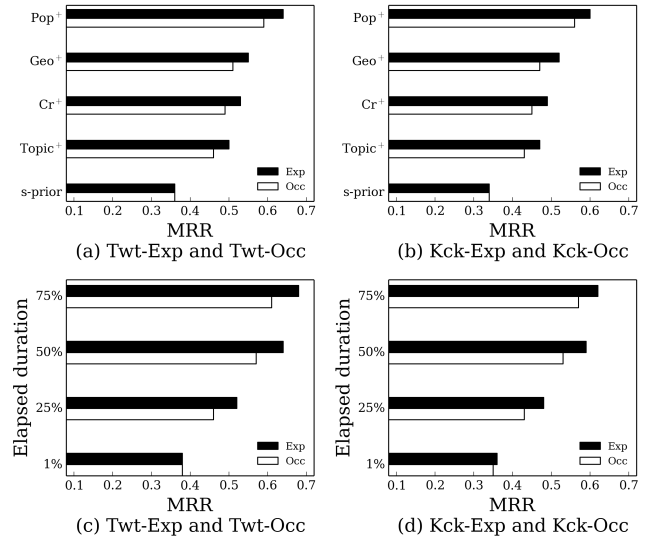 Pop+
Geo+
Cr+
Topic+
s-prior
Exp
Occ
0.1 0.2 0.3 0.4 0.5 0.6 0.7
MRR
(a) Twt-Exp and Twt-Occ
Pop+
Geo+
Cr+
Topic+
s-prior
Exp
Occ
0.1 0.2 0.3 0.4 0.5 0.6 0.7
MRR
(b) Kck-Exp and Kck-Occ
Elapsed duration
75%
50%
25%
1%
Exp
Occ
0.1 0.2 0.3 0.4 0.5 0.6 0.7
MRR
(c) Twt-Exp and Twt-Occ
Elapsed duration
75%
50%
25%
1%
Exp
Occ
0.1 0.2 0.3 0.4 0.5 0.6 0.7
MRR
(d) Kck-Exp and Kck-Occ